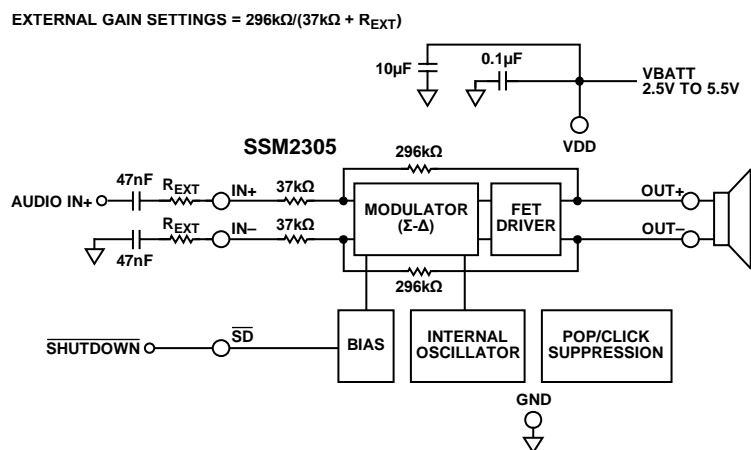 EXTERNAL GAIN SETTINGS = 296kΩ/(37kΩ + REXT)
10µF
0.1µF
VBATT
2.5V TO 5.5V
VDD
SSM2305
296kΩ
47nF
REXT
IN+
37kΩ
AUDIO IN+
MODULATOR
(Σ-Δ)
FET
DRIVER
OUT+
REXT
IN–
37kΩ
OUT–
47nF
296kΩ
SHUTDOWN
SD
BIAS
INTERNAL
OSCILLATOR
POP/CLICK
SUPPRESSION
GND